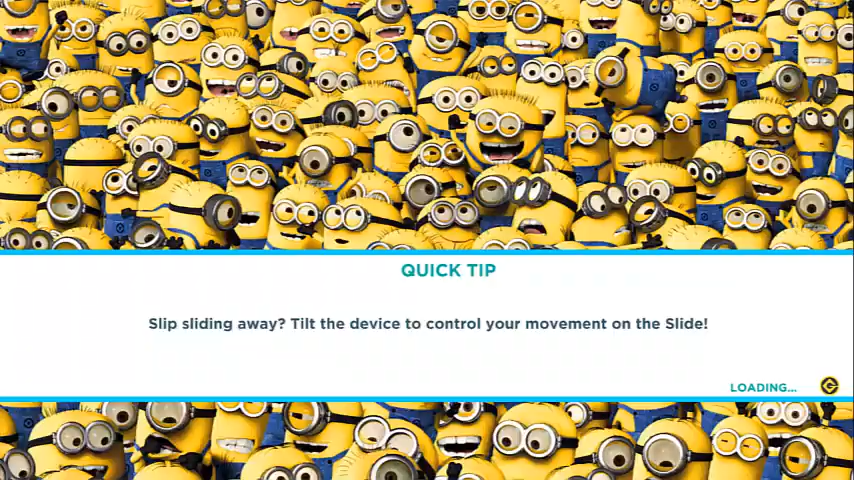 QUICK TIP
Slip sliding away? Tilt the device to control your movement on the Slide!
LOADING...